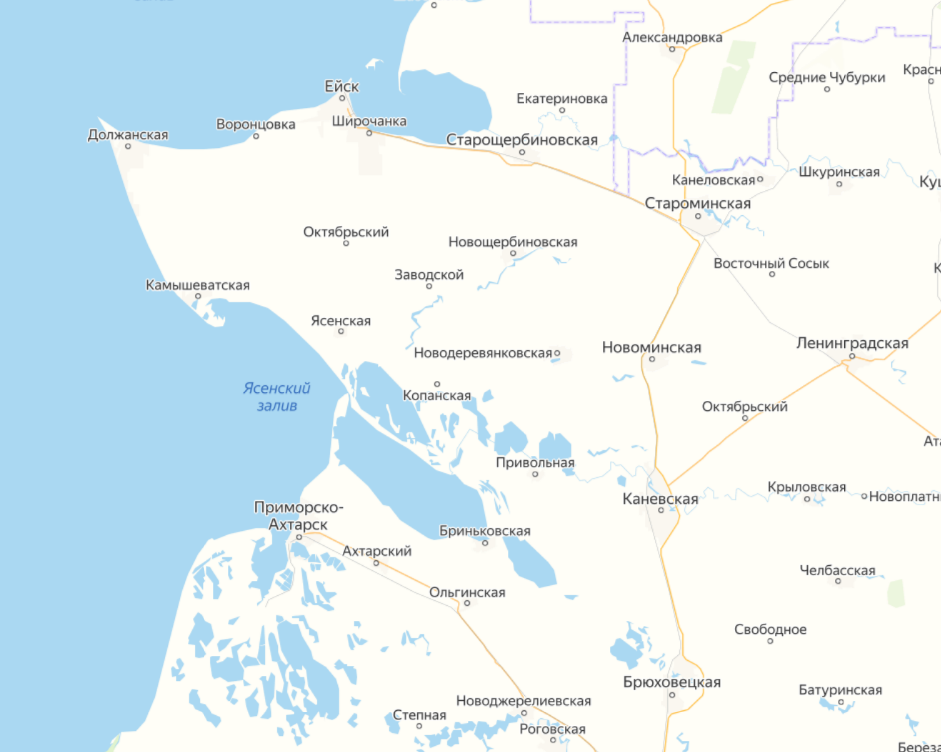 Александровка
Средние Чубурки
Ейск
Екатериновка
Воронцовка
Широчанка
Должанская
Старощербиновская
Шкуринская
Канеловская
Староминская
Октябрьский
Новощербиновская
Восточный Сосык
Заводской
Камышеватская
Ясенская
Ленинградская
Новоминская
Новодеревянковская
Ясенский
залив
Копанская
Октябрьский
Привольная
Крыловская
Новоплатн
Каневская
Приморско-
Ахтарск
Бриньковская
Ахтарский
Челбасская
Ольгинская
Свободное
Брюховецкая
Батуринская
Новоджерелиевская
Степная
Роговская